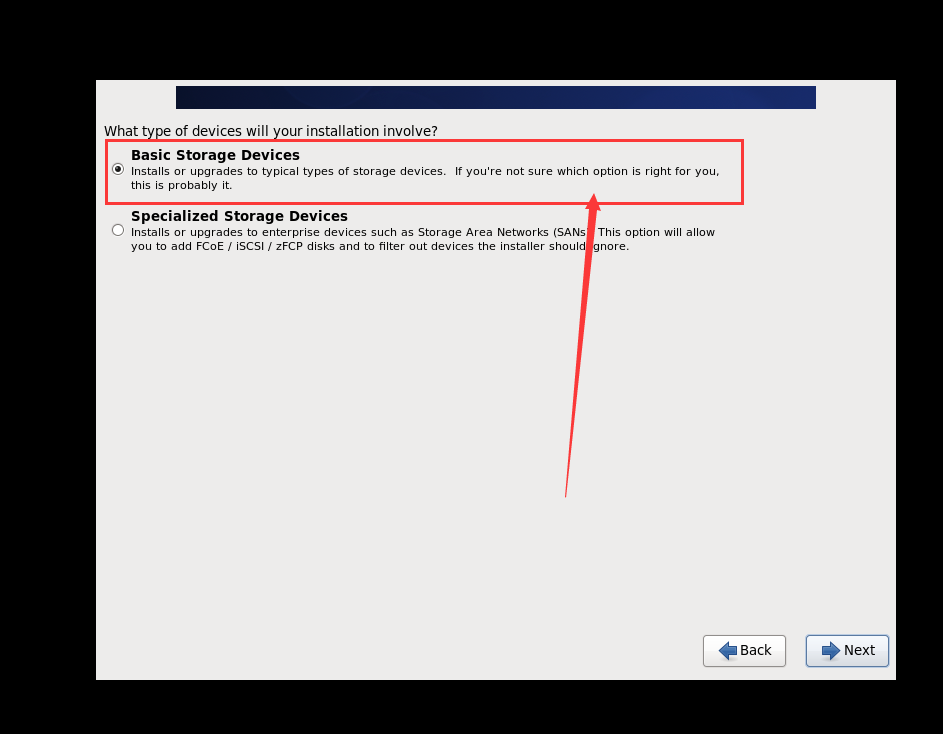 What type of devices will your installation involve?
Basic Storage Devices
Installs or upgrades to typical types of storage devices.  If you're not sure which option is right for you,
this is probably it.
Specialized Storage Devices
Installs or upgrades to enterprise devices such as Storage Area Networks (SANs This option will allow
you to add FCoE / iSCSI / zFCP disks and to filter out devices the installer should ignore.
Back
Next